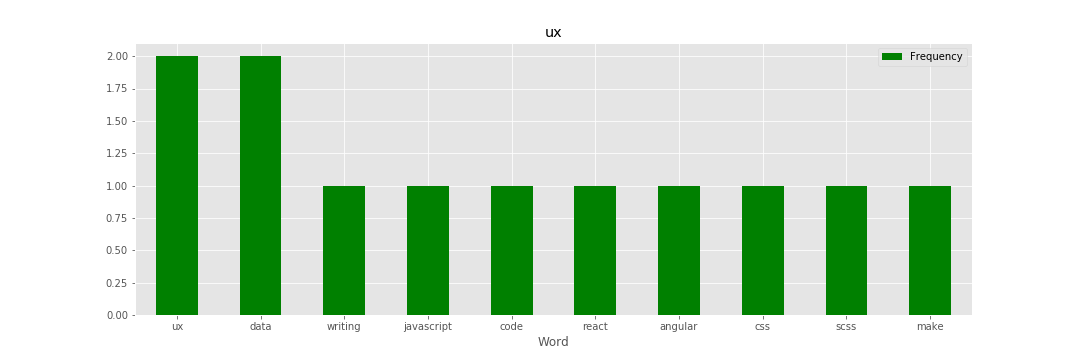 ux
Frequency
2.00
1.75
1.50
1.25
1.00
0.75
0.50
0.25
0.00
ux data writing javascript code react angular css scss make
Word